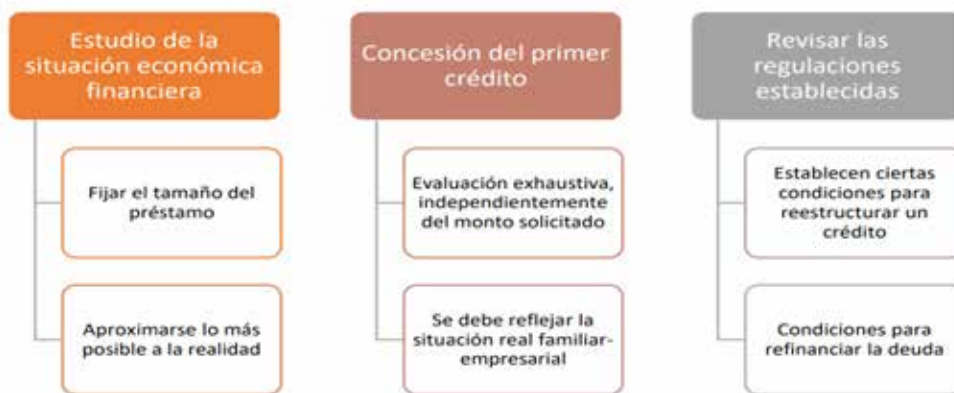 Estudio de la
situación económica
financiera
Fijar el tamaño del
préstamo
Aproximarse lo más
posible a la realidad
Concesión del primer
crédito
Evaluación exhaustiva,
independientemente
del monto solicitado
Se debe reflejar la
situación real familiar-
empresarial
Revisar las
regulaciones
establecidas
Establecen ciertas
condiciones para
reestructurar un
crédito
Condiciones para
refinanciar la deuda